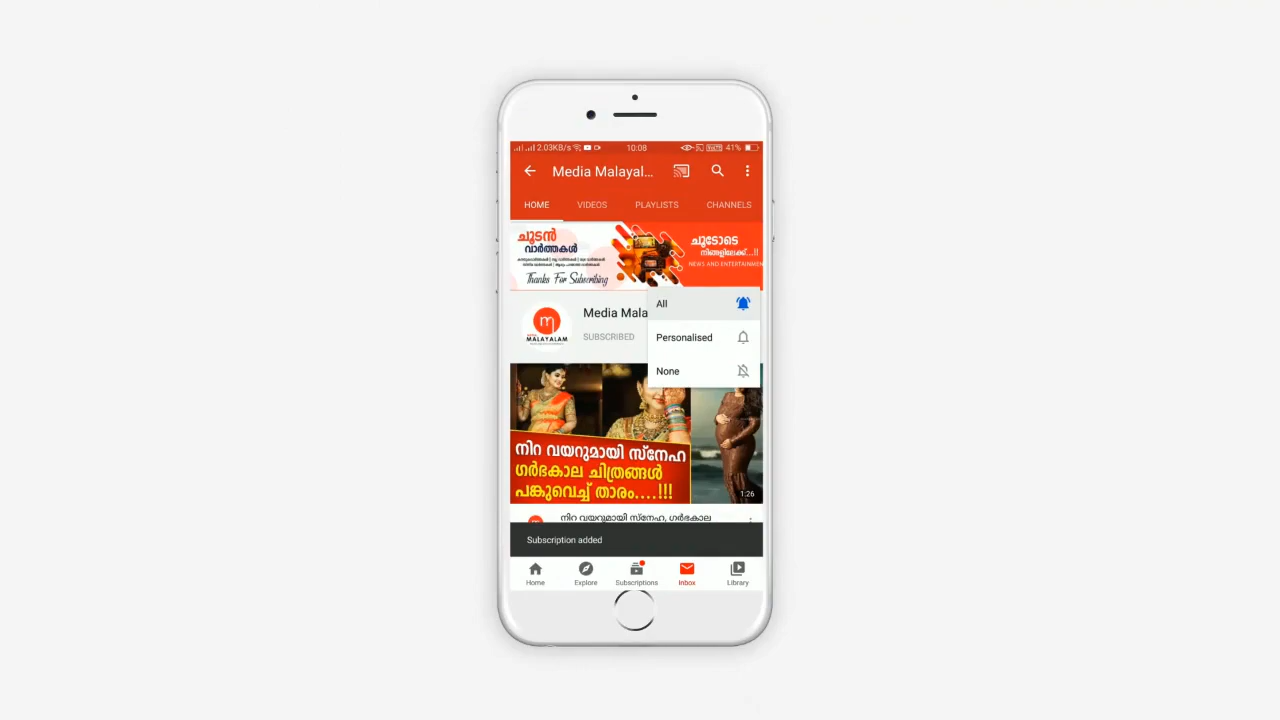 2.03KB/s
10:08
41%
Media Malayal...
HOME VIDEOS PLAYLISTS CHANNELS
ചൂടൻ
വാർത്തകൾ
Thanks For Subscribing
ചൂടോടെ
നിങ്ങളിലേക്ക്...!!
NEWS AND ENTERTAINMEN
MALAYALAM
Media Mala
SUBSCRIBED
All
Personalised
None
നിറ വയറുമായി സ്നേഹ
ഗർഭകാല ചിത്രങ്ങൾ
പങ്കുവെച്ച് താരം....!!!
1:26
നിറ വയറുമായി സ്നേഹ, ഗർഭകാല
Subscription added
Home Explore Subscriptions Inbox Library